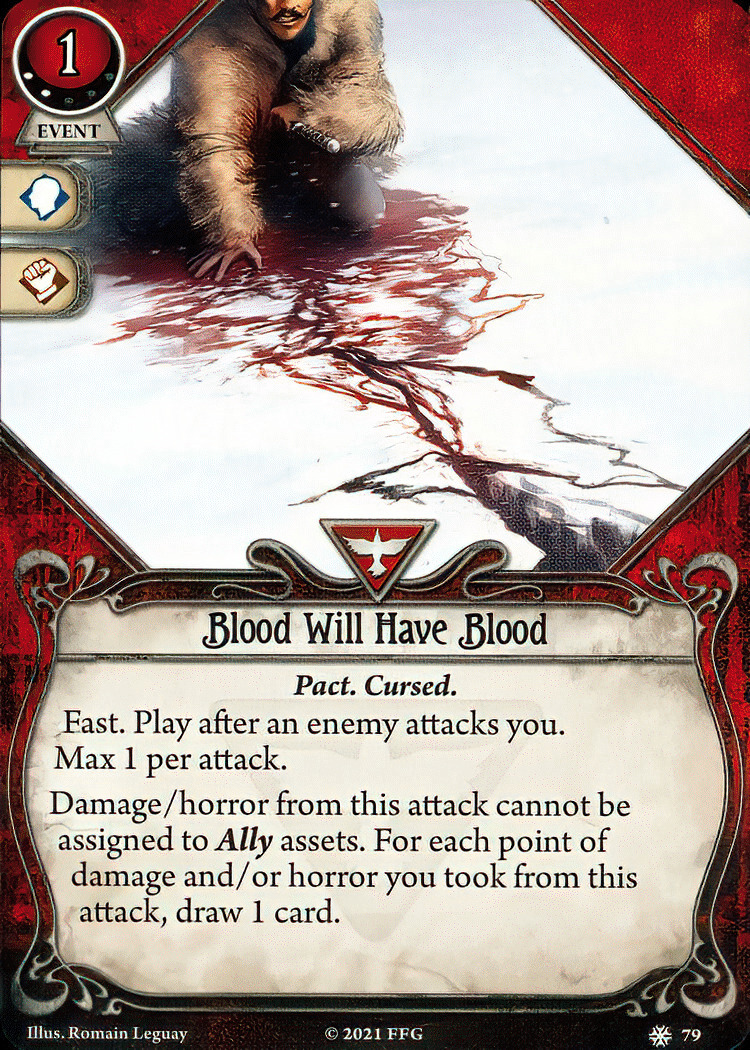 1
EVENT
Blood Will Have Blood
Pact. Cursed.
Fast. Play after an enemy attacks you.
Max 1 per attack.
Damage/horror from this attack cannot be
assigned to Ally assets. For each point of
damage and/or horror you took from this
attack, draw 1 card.
Illus. Romain Leguay
© 2021 FFG
79